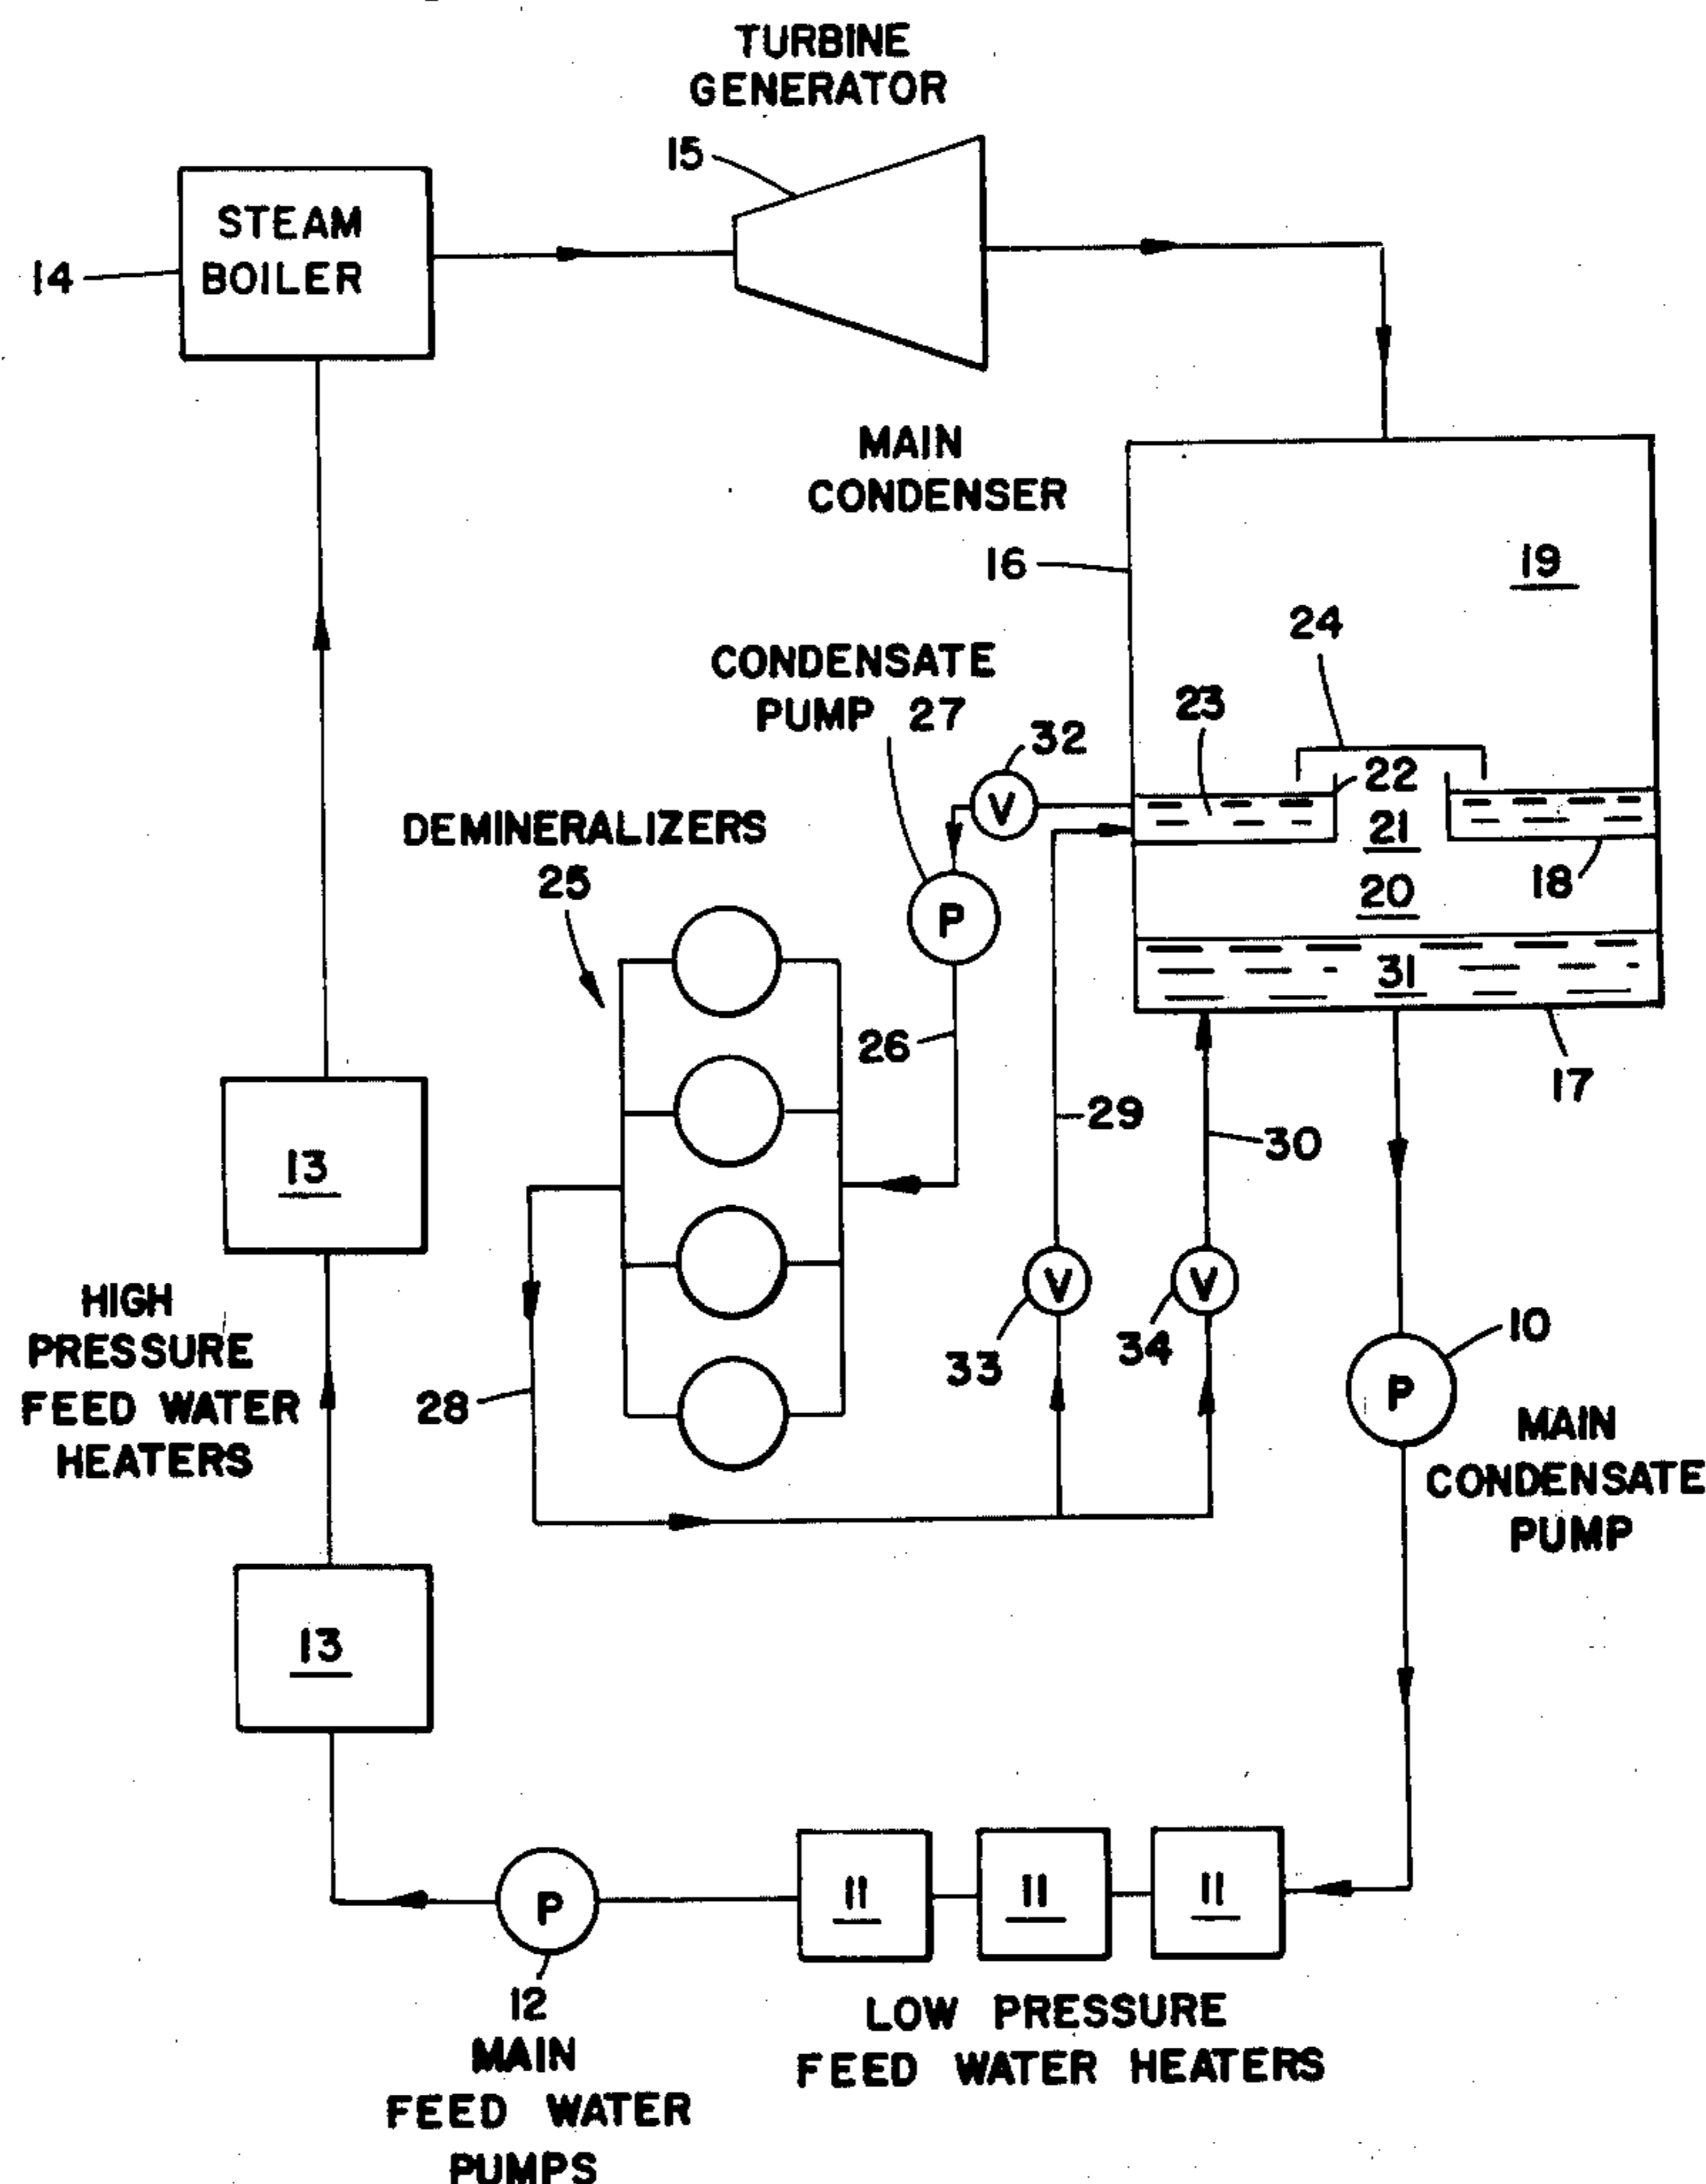 TURBINE
GENERATOR
15
STEAM
BOILER
14
MAIN
CONDENSER
16
19
24
CONDENSATE
PUMP 27
23
32
22
V
21
DEMINERALIZERS
25
18
20
P
31
26
17
29
30
13
V
V
HIGH
PRESSURE
FEED WATER
HEATERS
33
34
10
P
28
MAIN
CONDENSATE
PUMP
13
11
11
11
P
12
MAIN
FEED WATER
PUMPS
LOW PRESSURE
FEED WATER HEATERS